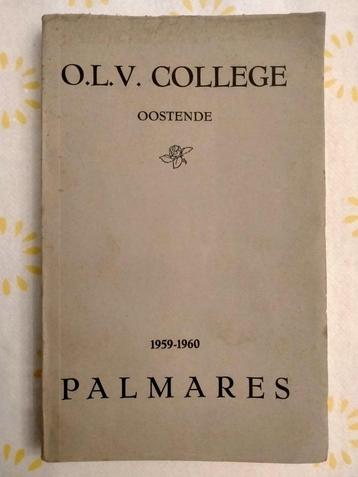 O.L.V. COLLEGE
OOSTENDE
1959-1960
PALMARES